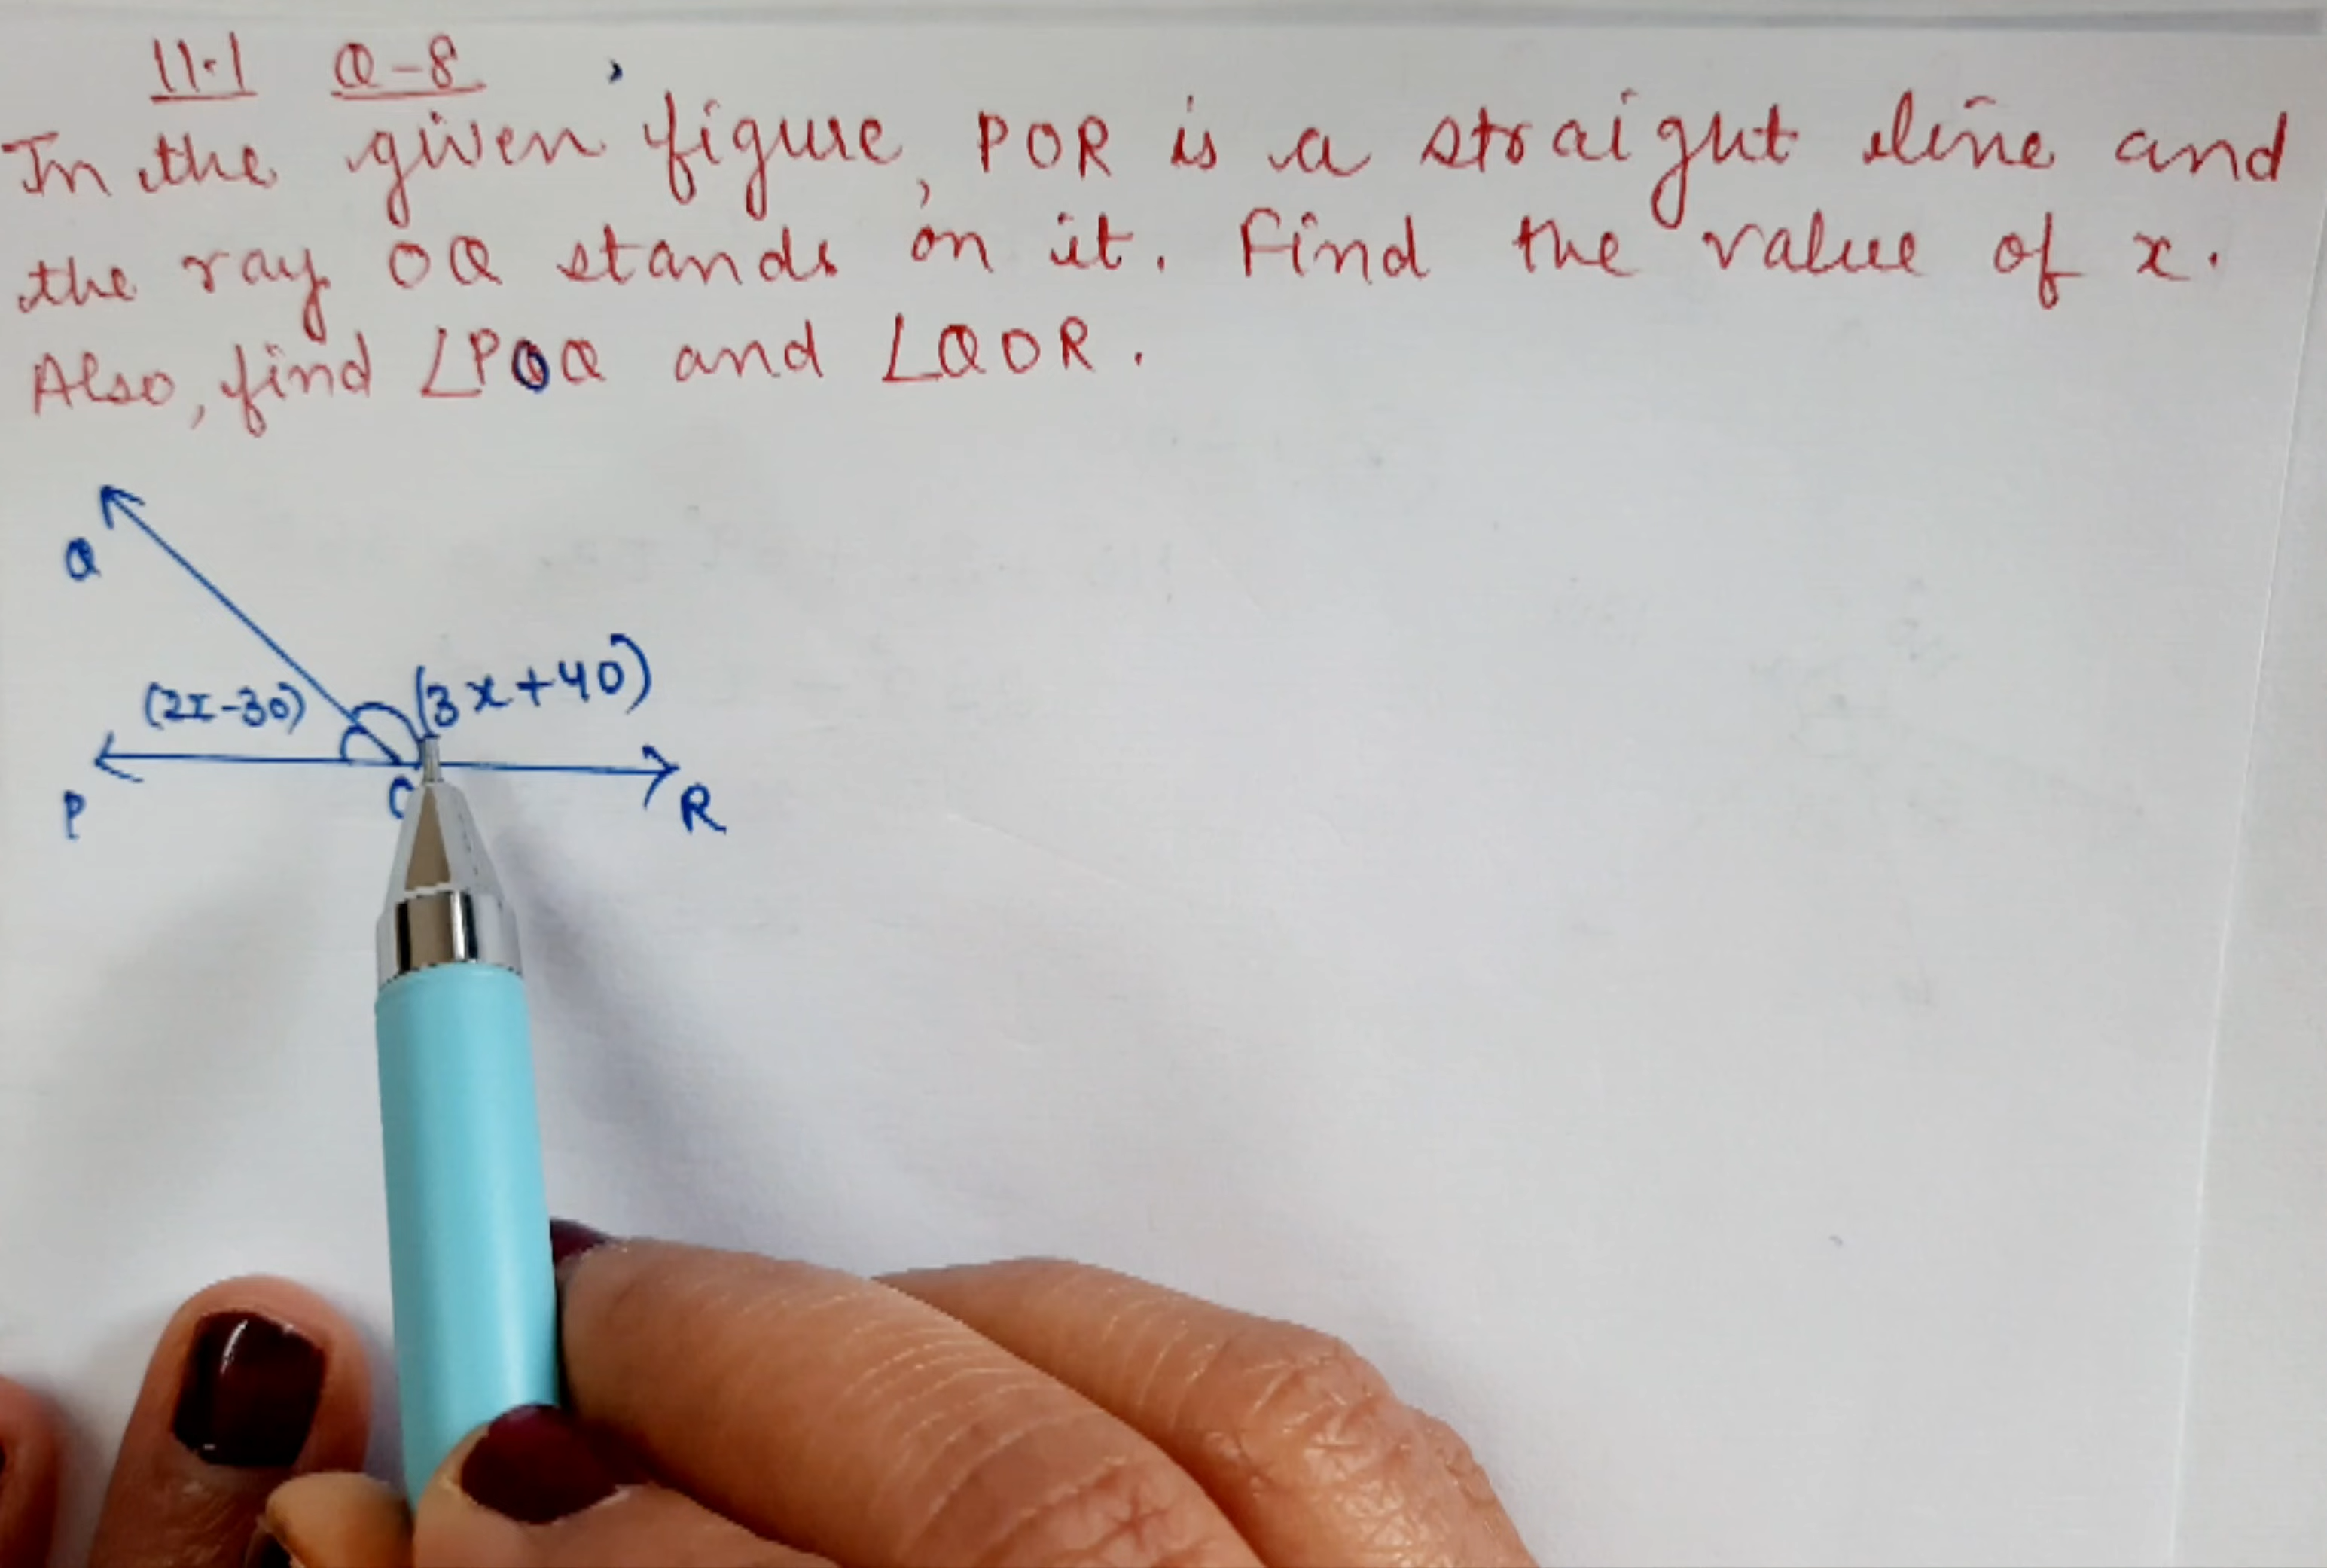 11.1 Q-8
In the given figure, POR is a straight line and
the ray OQ stands on it. Find the value of x.
Also, find ∠POQ and ∠QOR.
Q
(2x-30) (3x+40)
P O R